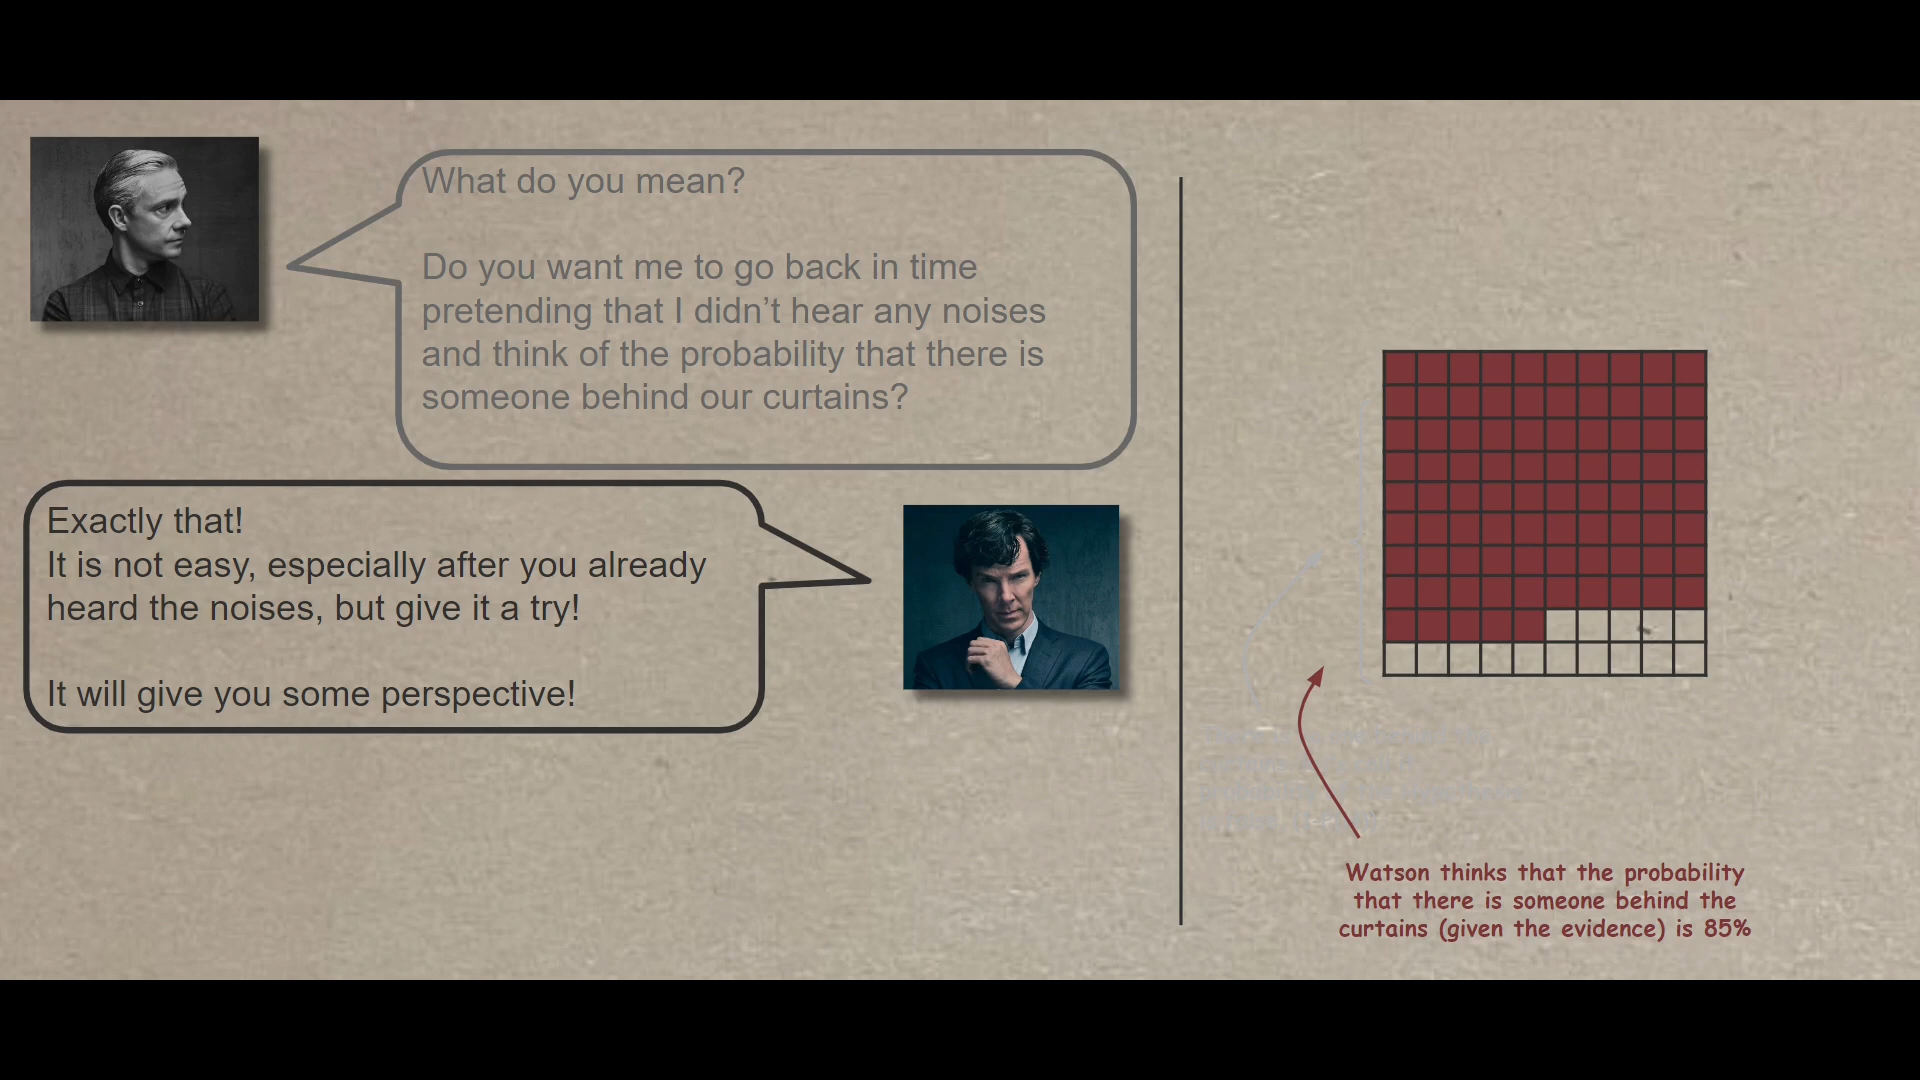 What do you mean?
Do you want me to go back in time
pretending that I didn’t hear any noises
and think of the probability that there is
someone behind our curtains?
Exactly that!
It is not easy, especially after you already
heard the noises, but give it a try!
It will give you some perspective!
Watson thinks that the probability
that there is someone behind the
curtains (given the evidence) is 85%